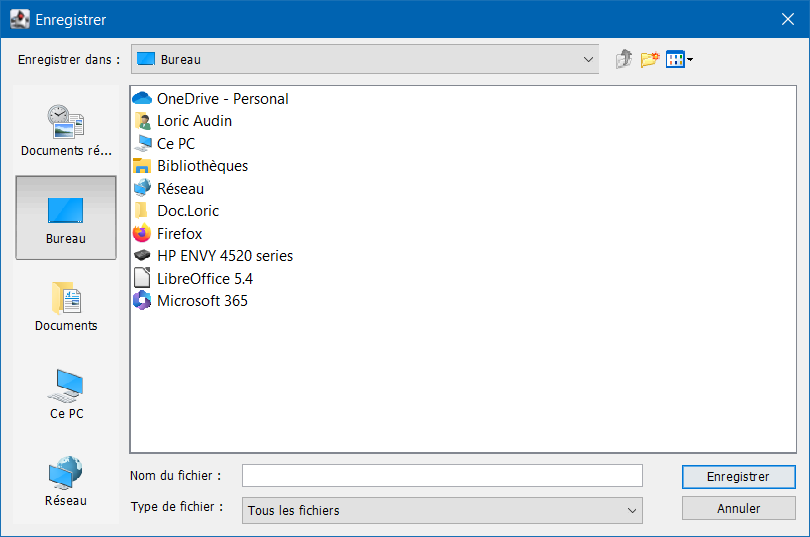 Enregistrer
Enregistrer dans :
Bureau
Documents ré...
Bureau
Documents
Ce PC
Réseau
OneDrive - Personal
Loric Audin
Ce PC
Bibliothèques
Réseau
Doc.Loric
Firefox
HP ENVY 4520 series
LibreOffice 5.4
Microsoft 365
Nom du fichier :
Enregistrer
Type de fichier :
Tous les fichiers
Annuler